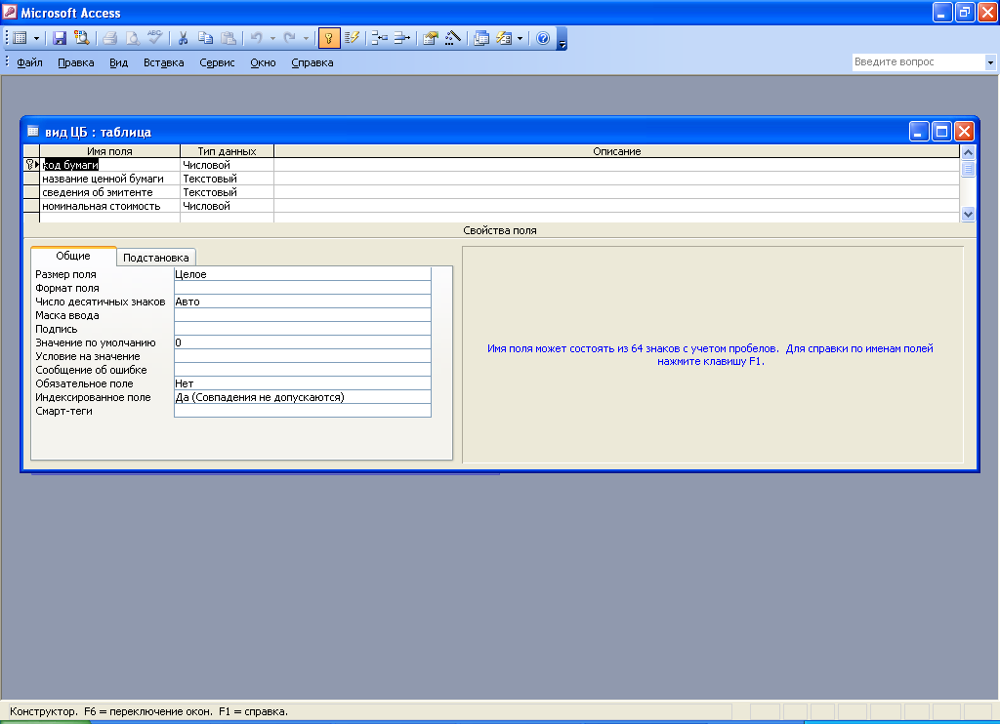 Microsoft Access
Файл Правка Вид Вставка Сервис Окно Справка Введите вопрос
вид ЦБ : таблица
Имя поля Тип данных Описание
код бумаги Числовой
название ценной бумаги Текстовый
сведения об эмитенте Текстовый
номинальная стоимость Числовой
Свойства поля
Общие Подстановка
Размер поля Целое
Формат поля
Число десятичных знаков Авто
Маска ввода
Подпись
Значение по умолчанию 0
Условие на значение
Сообщение об ошибке
Обязательное поле Нет
Индексированное поле Да (Совпадения не допускаются)
Смарт-теги
Имя поля может состоять из 64 знаков с учетом пробелов. Для справки по именам полей
нажмите клавишу F1.
Конструктор. F6 = переключение окон. F1 = справка.